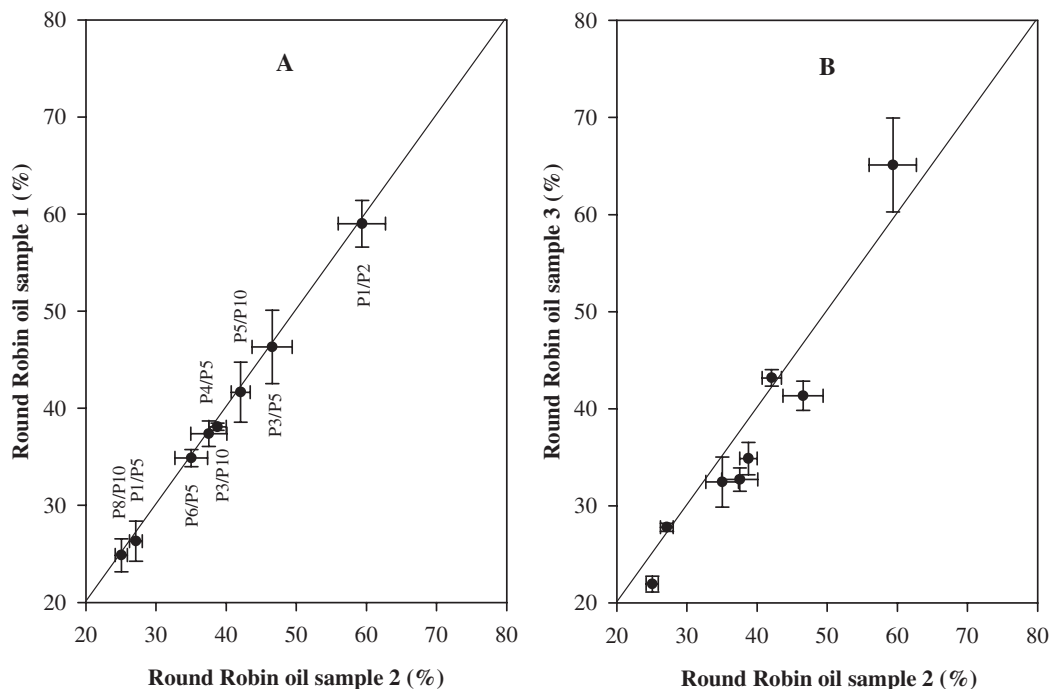 A
80
70
60
50
40
30
20
Round Robin oil sample 1 (%)
P8/P10
P1/P5
P6/P5
P4/P5
P3/P10
P5/P10
P3/P5
P1/P2
20 30 40 50 60 70 80
Round Robin oil sample 2 (%)
B
80
70
60
50
40
30
20
Round Robin oil sample 3 (%)
20 30 40 50 60 70 80
Round Robin oil sample 2 (%)